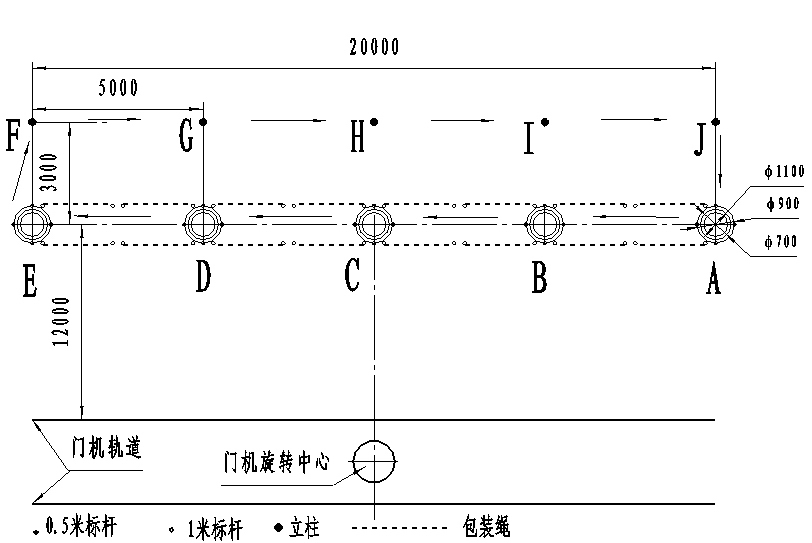 20000
5000
F
G
H
I
J
3000
φ1100
φ900
φ700
E
D
C
B
A
12000
门机轨道
门机旋转中心
0.5米标杆
1米标杆
立柱
包装绳